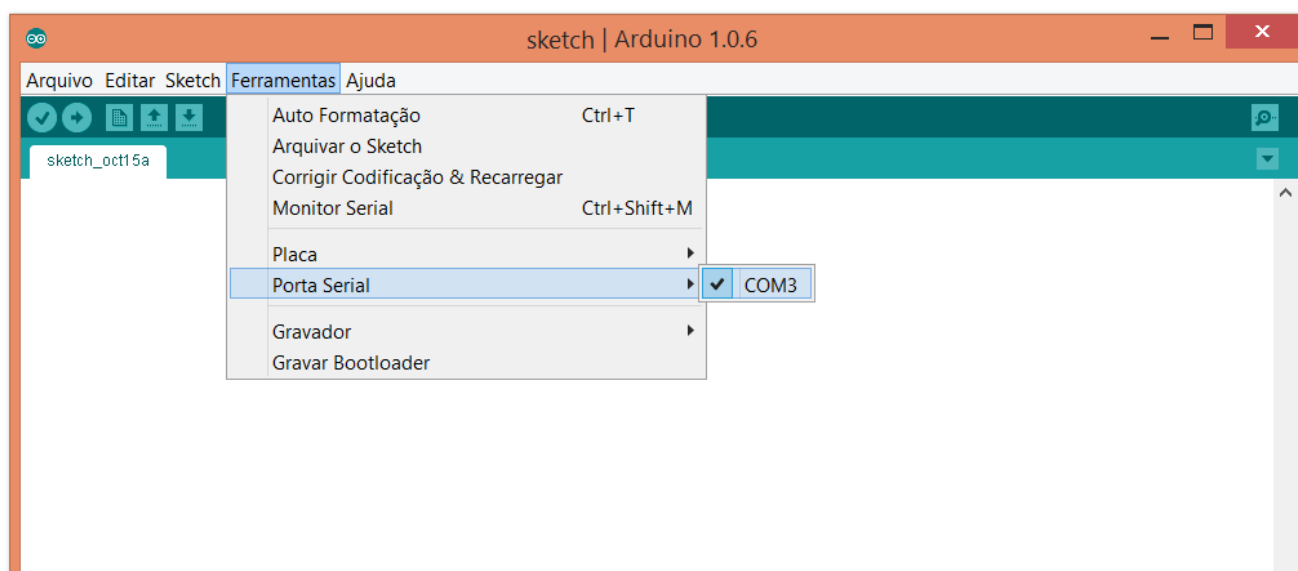 sketch | Arduino 1.0.6
Arquivo Editar Sketch Ferramentas Ajuda
sketch_oct15a
Auto Formatação Ctrl+T
Arquivar o Sketch
Corrigir Codificação & Recarregar
Monitor Serial Ctrl+Shift+M
Placa
Porta Serial
COM3
Gravador
Gravar Bootloader